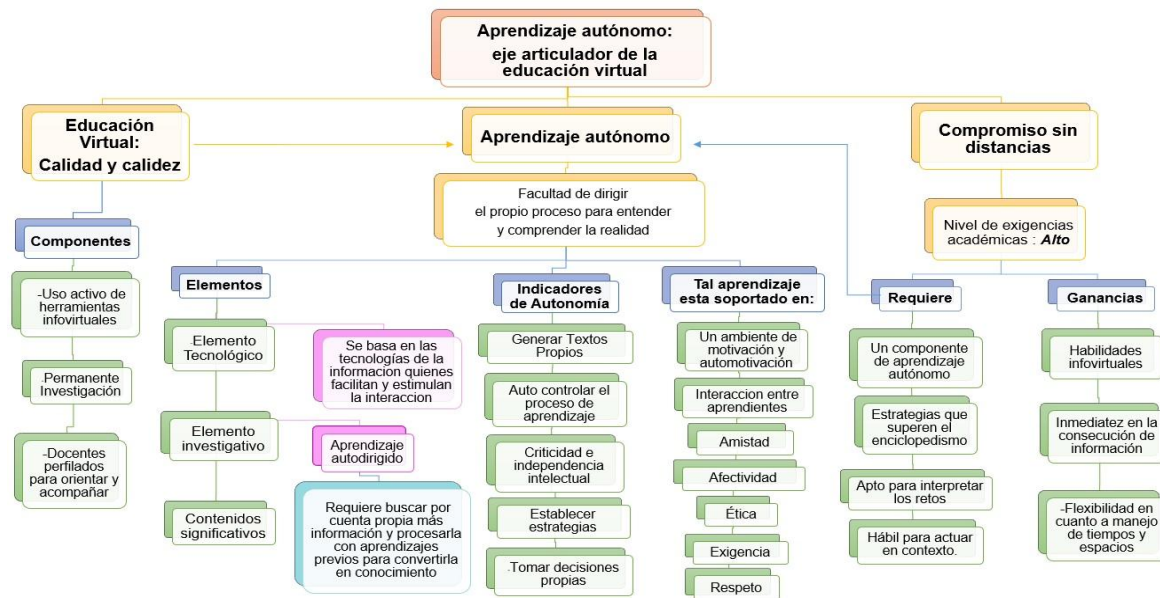 Aprendizaje autónomo:
eje articulador de la
educación virtual
Educación
Virtual:
Calidad y calidez
Aprendizaje autónomo
Compromiso sin
distancias
Facultad de dirigir
el propio proceso para entender
y comprender la realidad
Nivel de exigencias
académicas : Alto
Componentes
-Uso activo de
herramientas
infovirtuales
-Permanente
Investigación
-Docentes
perfilados
para orientar y
acompañar
Elementos
-Elemento
Tecnológico
Se basa en las
tecnologías de la
informacion quienes
facilitan y estimulan
la interaccion
Elemento
investigativo
Aprendizaje
autodirigido
Requiere buscar por
cuenta propia más
información y procesarla
con aprendizajes
previos para convertirla
en conocimiento
Contenidos
significativos
Indicadores
de Autonomía
Generar Textos
Propios
Auto controlar el
proceso de
aprendizaje
Criticidad e
independencia
intelectual
Establecer
estrategias
-Tomar decisiones
propias
Tal aprendizaje
esta soportado en:
Un ambiente de
motivación y
automotivación
Interaccion entre
aprendientes
Amistad
Afectividad
Ética
Exigencia
Respeto
Requiere
Un componente
de aprendizaje
autónomo
Estrategias que
superen el
enciclopedismo
Apto para interpretar
los retos
Hábil para actuar
en contexto.
Ganancias
Habilidades
infovirtuales
Inmediatez en la
consecución de
información
-Flexibilidad en
cuanto a manejo
de tiempos y
espacios